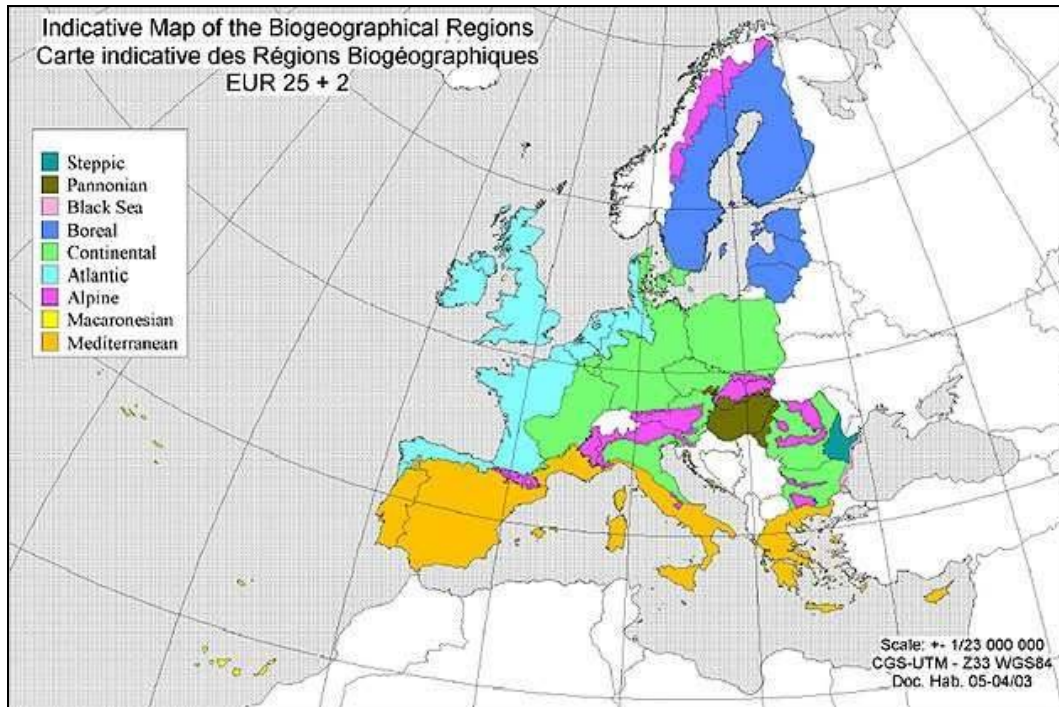 Indicative Map of the Biogeographical Regions
Carte indicative des Régions Biogéographiques
EUR 25 + 2
Steppic
Pannonian
Black Sea
Boreal
Continental
Atlantic
Alpine
Macaronesian
Mediterranean
Scale: +- 1/23 000 000
CGS-UTM - Z33 WGS84
Doc. Hab. 05-04/03